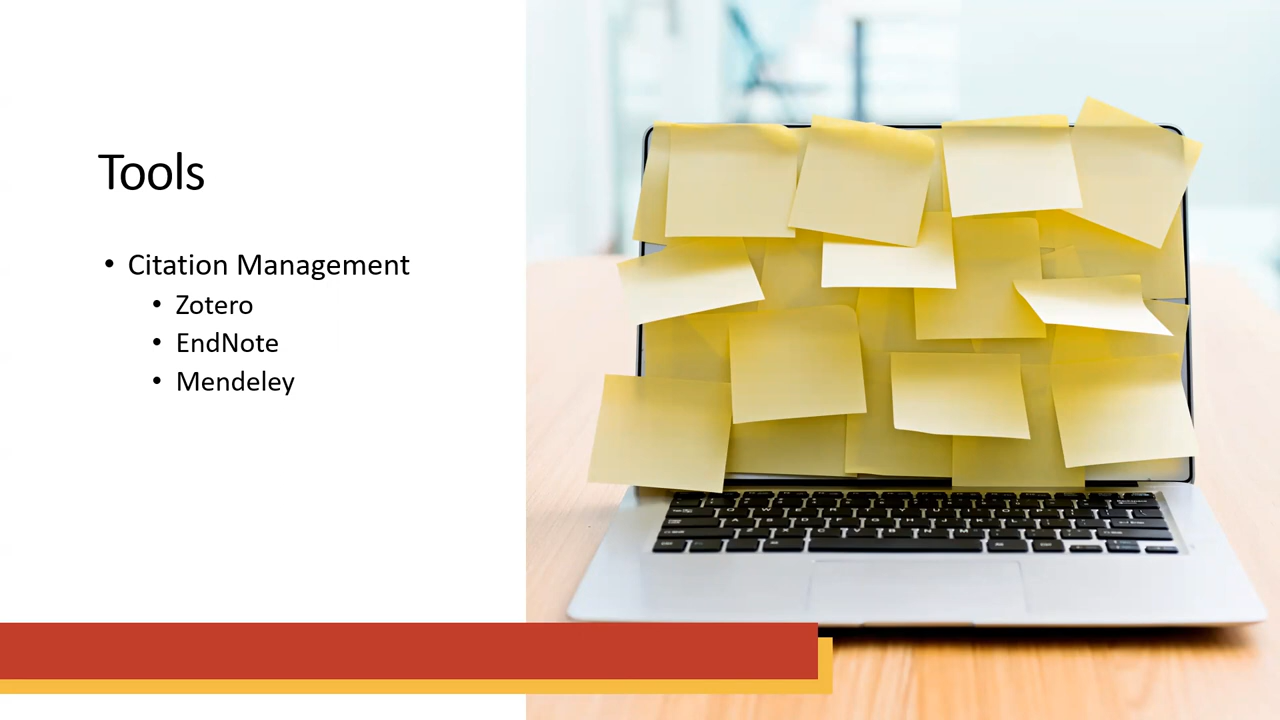 Tools
• Citation Management
• Zotero
• EndNote
• Mendeley